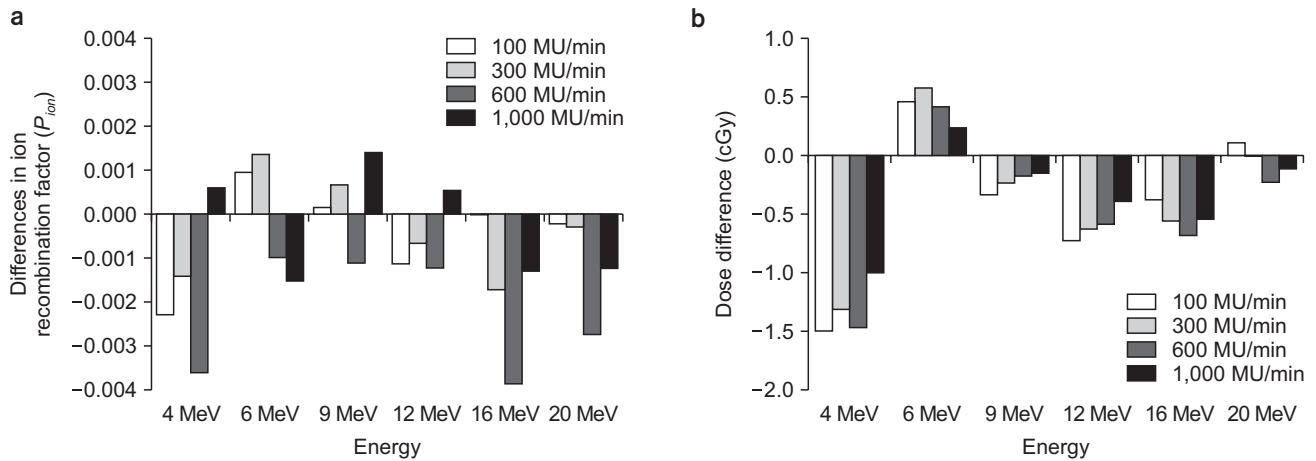 a
Differences in ion
recombination factor (P_ion)
0.004
0.003
0.002
0.001
0.000
−0.001
−0.002
−0.003
−0.004
100 MU/min
300 MU/min
600 MU/min
1,000 MU/min
4 MeV 6 MeV 9 MeV 12 MeV 16 MeV 20 MeV
Energy
b
Dose difference (cGy)
1.0
0.5
0.0
−0.5
−1.0
−1.5
−2.0
100 MU/min
300 MU/min
600 MU/min
1,000 MU/min
4 MeV 6 MeV 9 MeV 12 MeV 16 MeV 20 MeV
Energy